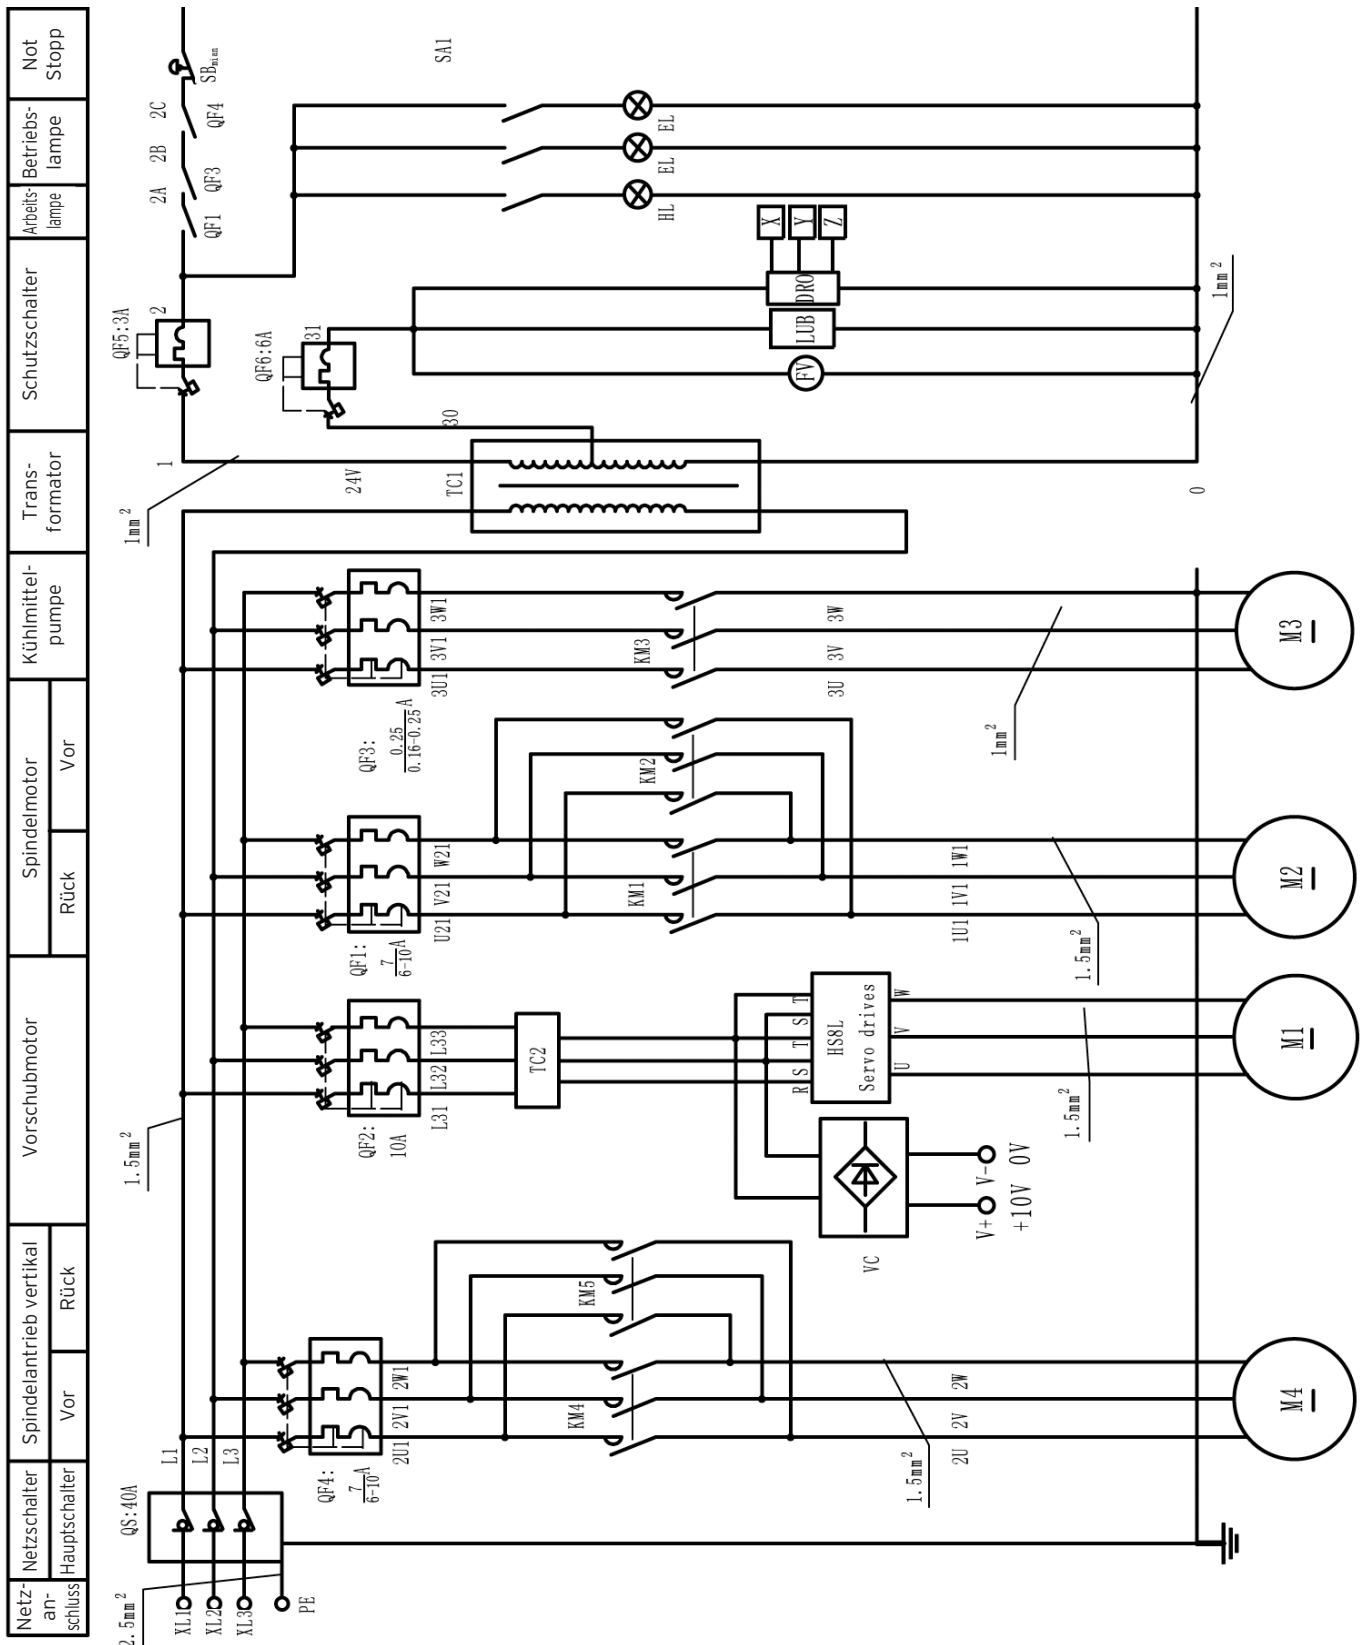 Not
Stopp
Betriebs-
lampe
Arbeits-
lampe
Schutzschalter
Trans-
formator
Kühlmittel-
pumpe
Spindelmotor
Vor
Rück
Vorschubmotor
Spindelantrieb vertikal
Rück
Vor
Netzschalter
Hauptschalter
Netz-
an-
schluss
2.5mm²
XL1
XL2
XL3
PE
QS:40A
L1
L2
L3
QF4:
7
6-10 A
2U1
2V1
2W1
KM4
KM5
1.5mm²
2U
2V
2W
M4
1.5mm²
QF2:
10A
L31
L32
L33
TC2
R
S
T
S
T
HS8L
Servo drives
U
V
W
VC
V+
V-
+10V
0V
1.5mm²
M1
QF1:
7
6-10 A
U21
V21
W21
KM1
KM2
1U1
1V1
1W1
1.5mm²
M2
QF3:
0.25
0.16-0.25 A
3U1
3V1
3W1
KM3
3U
3V
3W
1mm²
M3
1mm²
1
24V
TC1
30
0
QF5:3A
2
QF6:6A
31
FV
LUB
DRO
X
Y
Z
1mm²
QF1
2A
QF3
2B
QF4
2C
HL
EL
EL
SA1